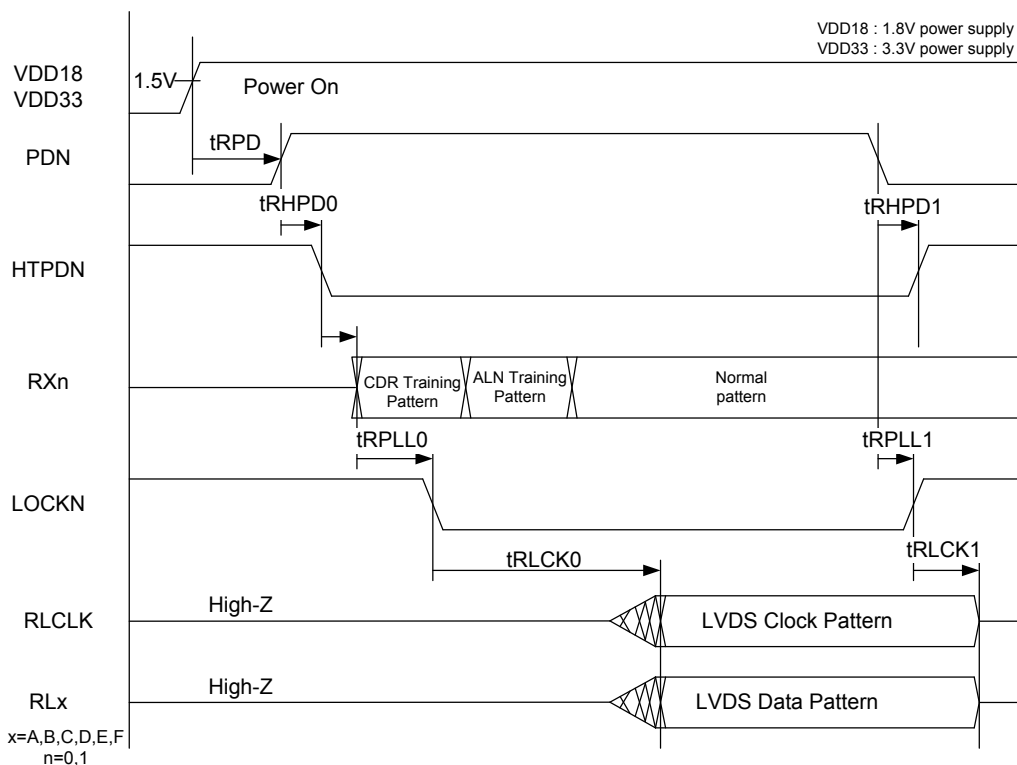 VDD18 : 1.8V power supply
VDD33 : 3.3V power supply
VDD18
VDD33
1.5V
Power On
tRPD
PDN
tRHPD0
tRHPD1
HTPDN
RXn
CDR Training
Pattern
ALN Training
Pattern
Normal
pattern
tRPLL0
tRPLL1
LOCKN
tRLCK0
tRLCK1
RLCLK
High-Z
LVDS Clock Pattern
RLx
High-Z
LVDS Data Pattern
x=A,B,C,D,E,F
n=0,1